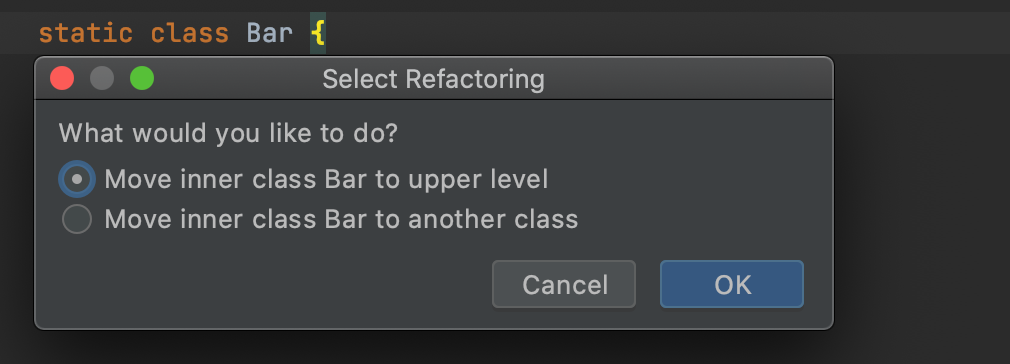 static class Bar {
Select Refactoring
What would you like to do?
Move inner class Bar to upper level
Move inner class Bar to another class
Cancel OK